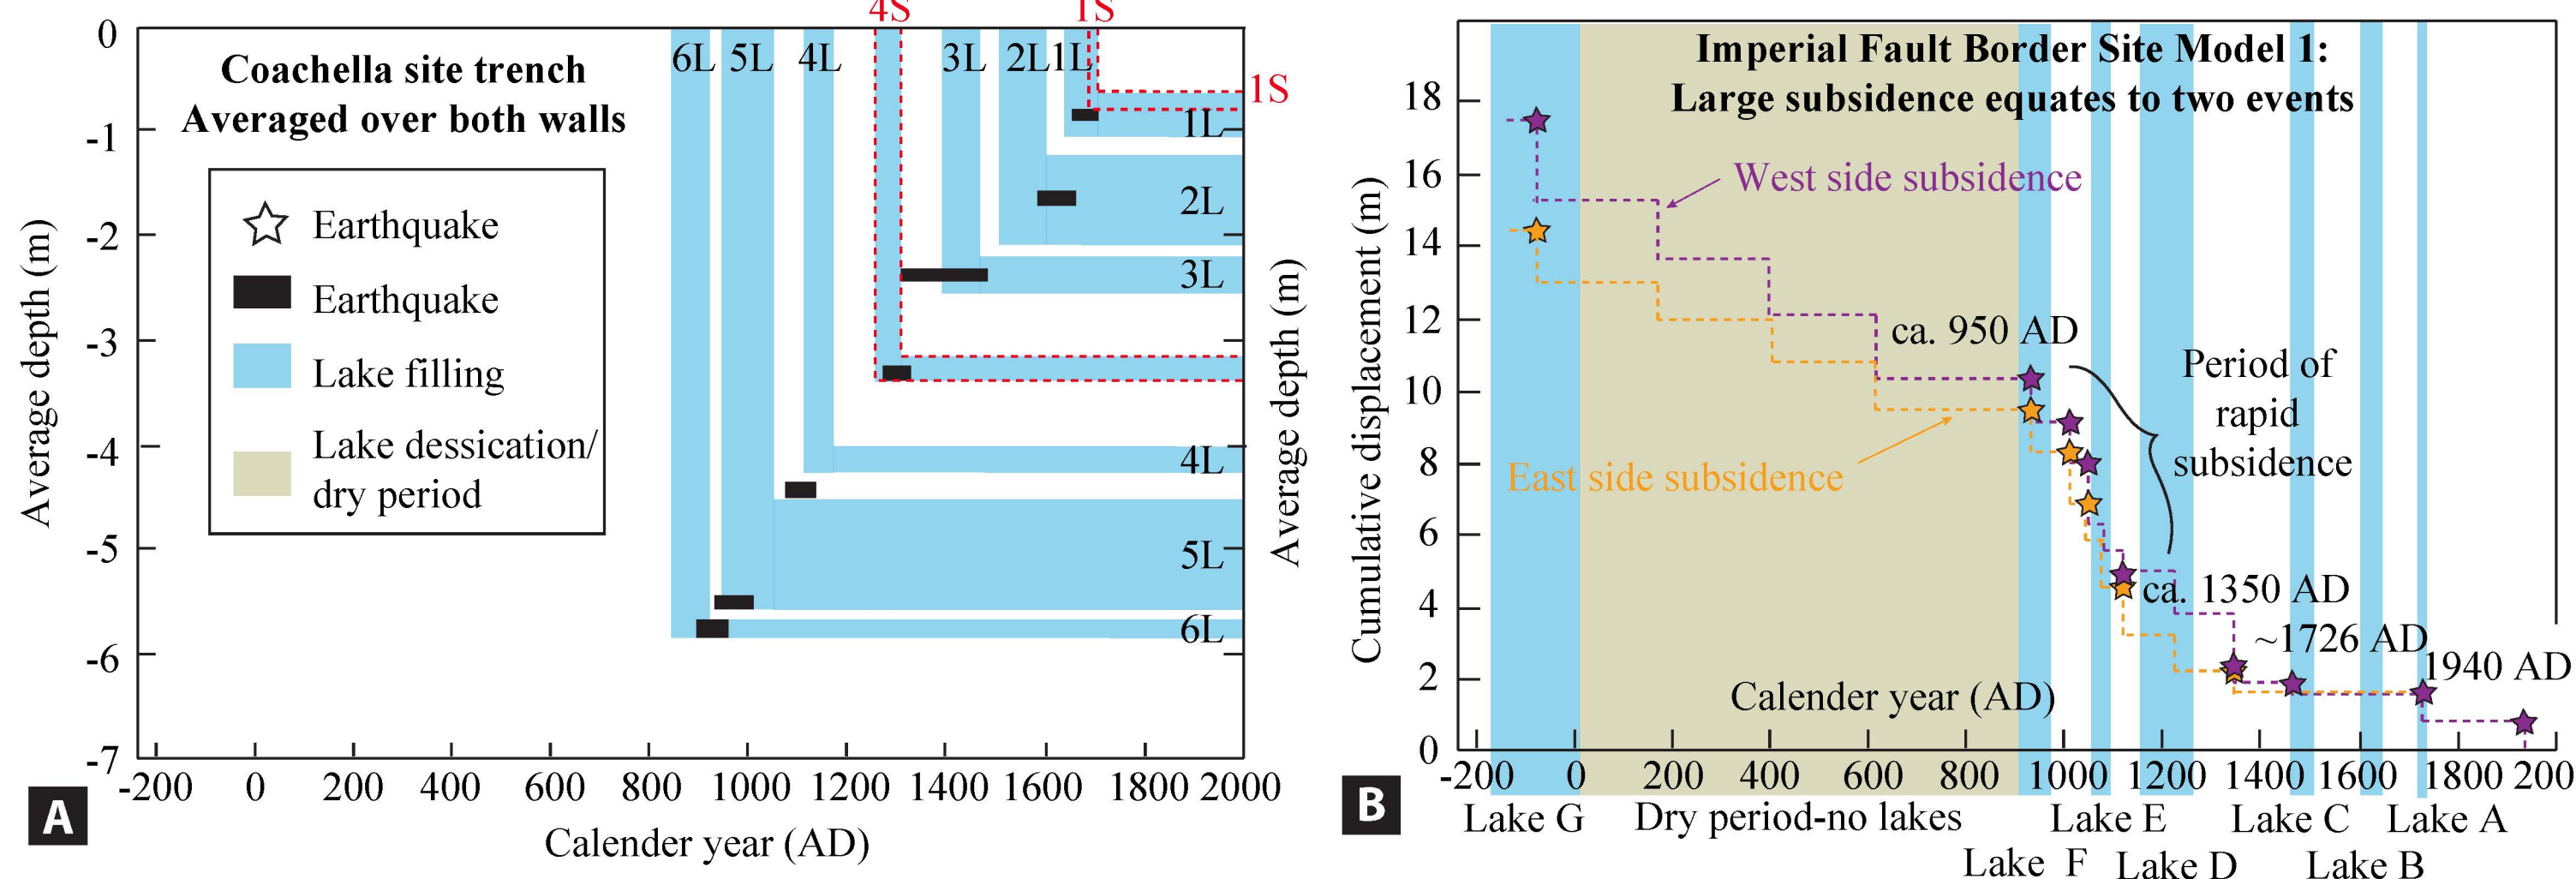 4S
1S
0
-1
-2
-3
-4
-5
-6
-7
Average depth (m)
Coachella site trench
Averaged over both walls
Earthquake
Earthquake
Lake filling
Lake dessication/
dry period
6L
5L
4L
3L
2L
1L
1S
1L
2L
3L
4L
5L
6L
Average depth (m)
-200
0
200
400
600
800
1000
1200
1400
1600
1800
2000
Calender year (AD)
A
Imperial Fault Border Site Model 1:
Large subsidence equates to two events
18
16
14
12
10
8
6
4
2
0
Cumulative displacement (m)
West side subsidence
ca. 950 AD
Period of
rapid
subsidence
East side subsidence
ca. 1350 AD
~1726 AD
1940 AD
Calender year (AD)
-200
0
200
400
600
800
1000
1200
1400
1600
1800
200
B
Lake G
Dry period-no lakes
Lake E
Lake C
Lake A
Lake F
Lake D
Lake B